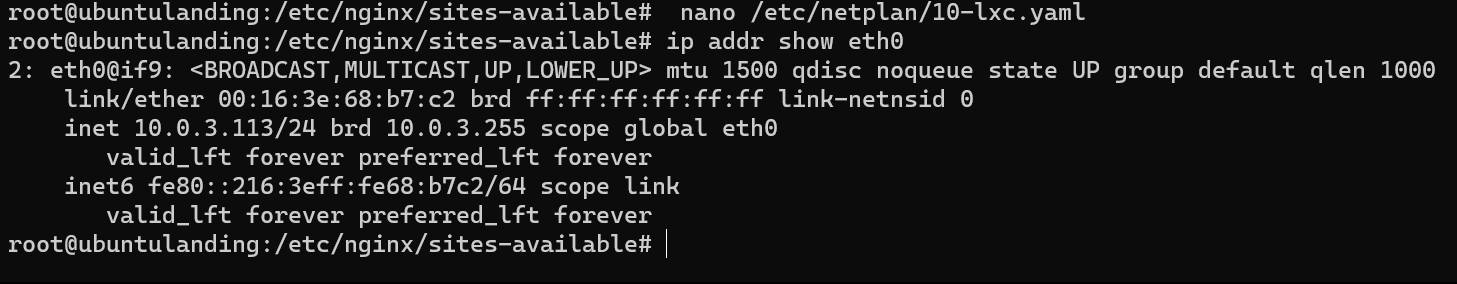 root@ubuntulanding:/etc/nginx/sites-available#  nano /etc/netplan/10-lxc.yaml
root@ubuntulanding:/etc/nginx/sites-available# ip addr show eth0
2: eth0@if9: <BROADCAST,MULTICAST,UP,LOWER_UP> mtu 1500 qdisc noqueue state UP group default qlen 1000
    link/ether 00:16:3e:68:b7:c2 brd ff:ff:ff:ff:ff:ff link-netnsid 0
    inet 10.0.3.113/24 brd 10.0.3.255 scope global eth0
       valid_lft forever preferred_lft forever
    inet6 fe80::216:3eff:fe68:b7c2/64 scope link
       valid_lft forever preferred_lft forever
root@ubuntulanding:/etc/nginx/sites-available#